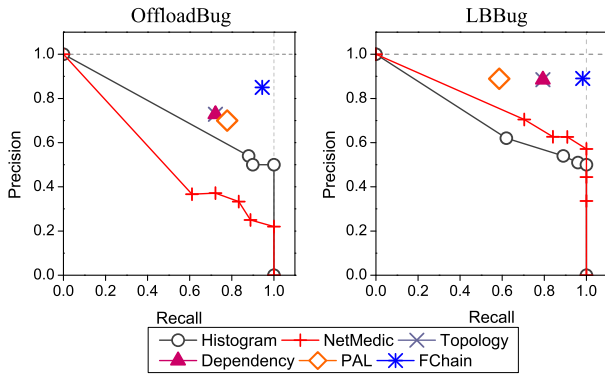 OffloadBug
LBBug
1.0
0.8
0.6
0.4
0.2
0.0
Precision
0.0 0.2 0.4 0.6 0.8 1.0
Recall
1.0
0.8
0.6
0.4
0.2
0.0
Precision
0.0 0.2 0.4 0.6 0.8 1.0
Recall
Histogram NetMedic Topology
Dependency PAL FChain